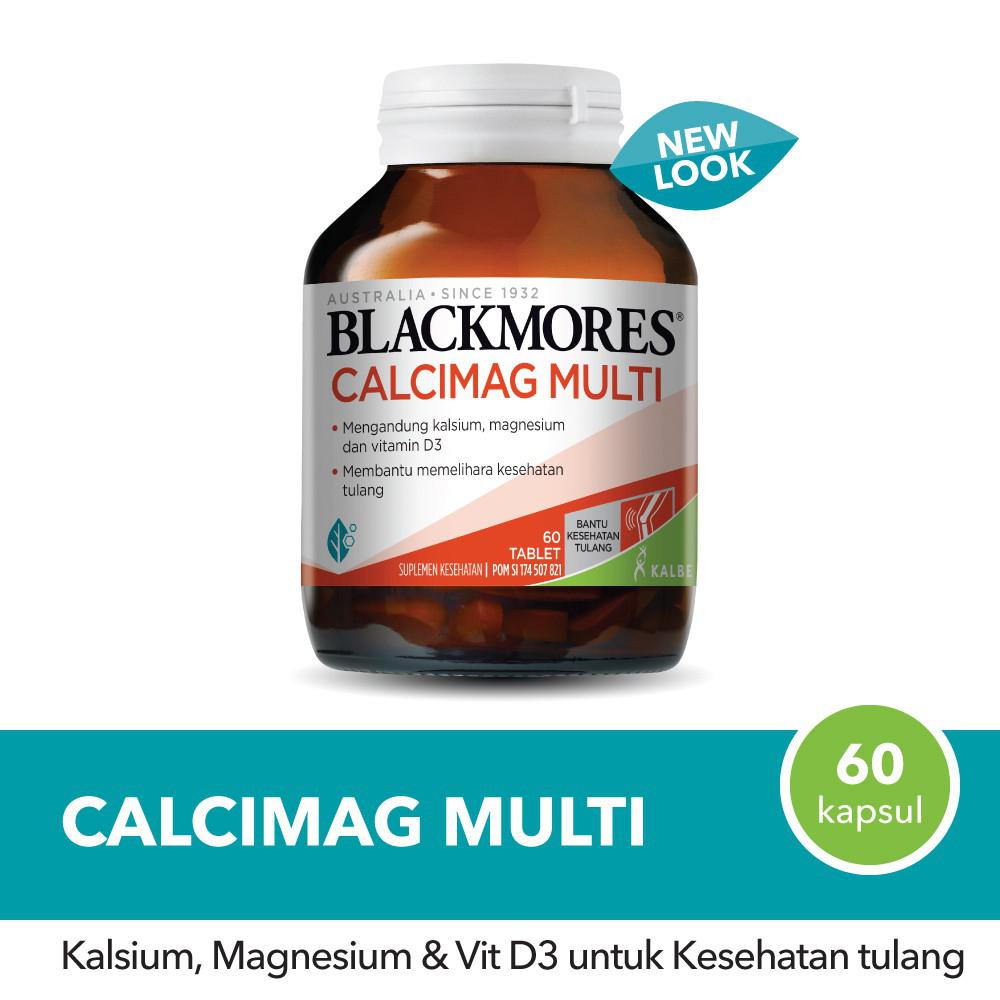 NEW
LOOK
AUSTRALIA • SINCE 1932
BLACKMORES®
CALCIMAG MULTI
• Mengandung kalsium, magnesium
dan vitamin D3
• Membantu memelihara kesehatan
tulang
60
TABLET
BANTU
KESEHATAN
TULANG
SUPLEMEN KESEHATAN | POM SI 174 507 821
KALBE
60
kapsul
CALCIMAG MULTI
Kalsium, Magnesium & Vit D3 untuk Kesehatan tulang